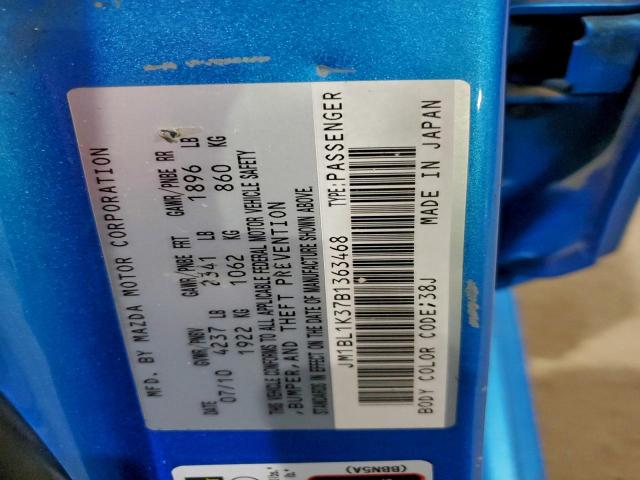 MFD. BY MAZDA MOTOR CORPORATION
DATE GVWR/PNBV GAWR/PNBE FRT GAWR/PNBE RR
07/10 4237 LB 2341 LB 1896 LB
1922 KG 1062 KG 860 KG
THIS VEHICLE CONFORMS TO ALL APPLICABLE FEDERAL MOTOR VEHICLE SAFETY
,BUMPER,AND THEFT PREVENTION
STANDARDS IN EFFECT ON THE DATE OF MANUFACTURE SHOWN ABOVE.
JM1BL1K37B1363468 TYPE:PASSENGER
BODY COLOR CODE;38J MADE IN JAPAN
(BBN5A)